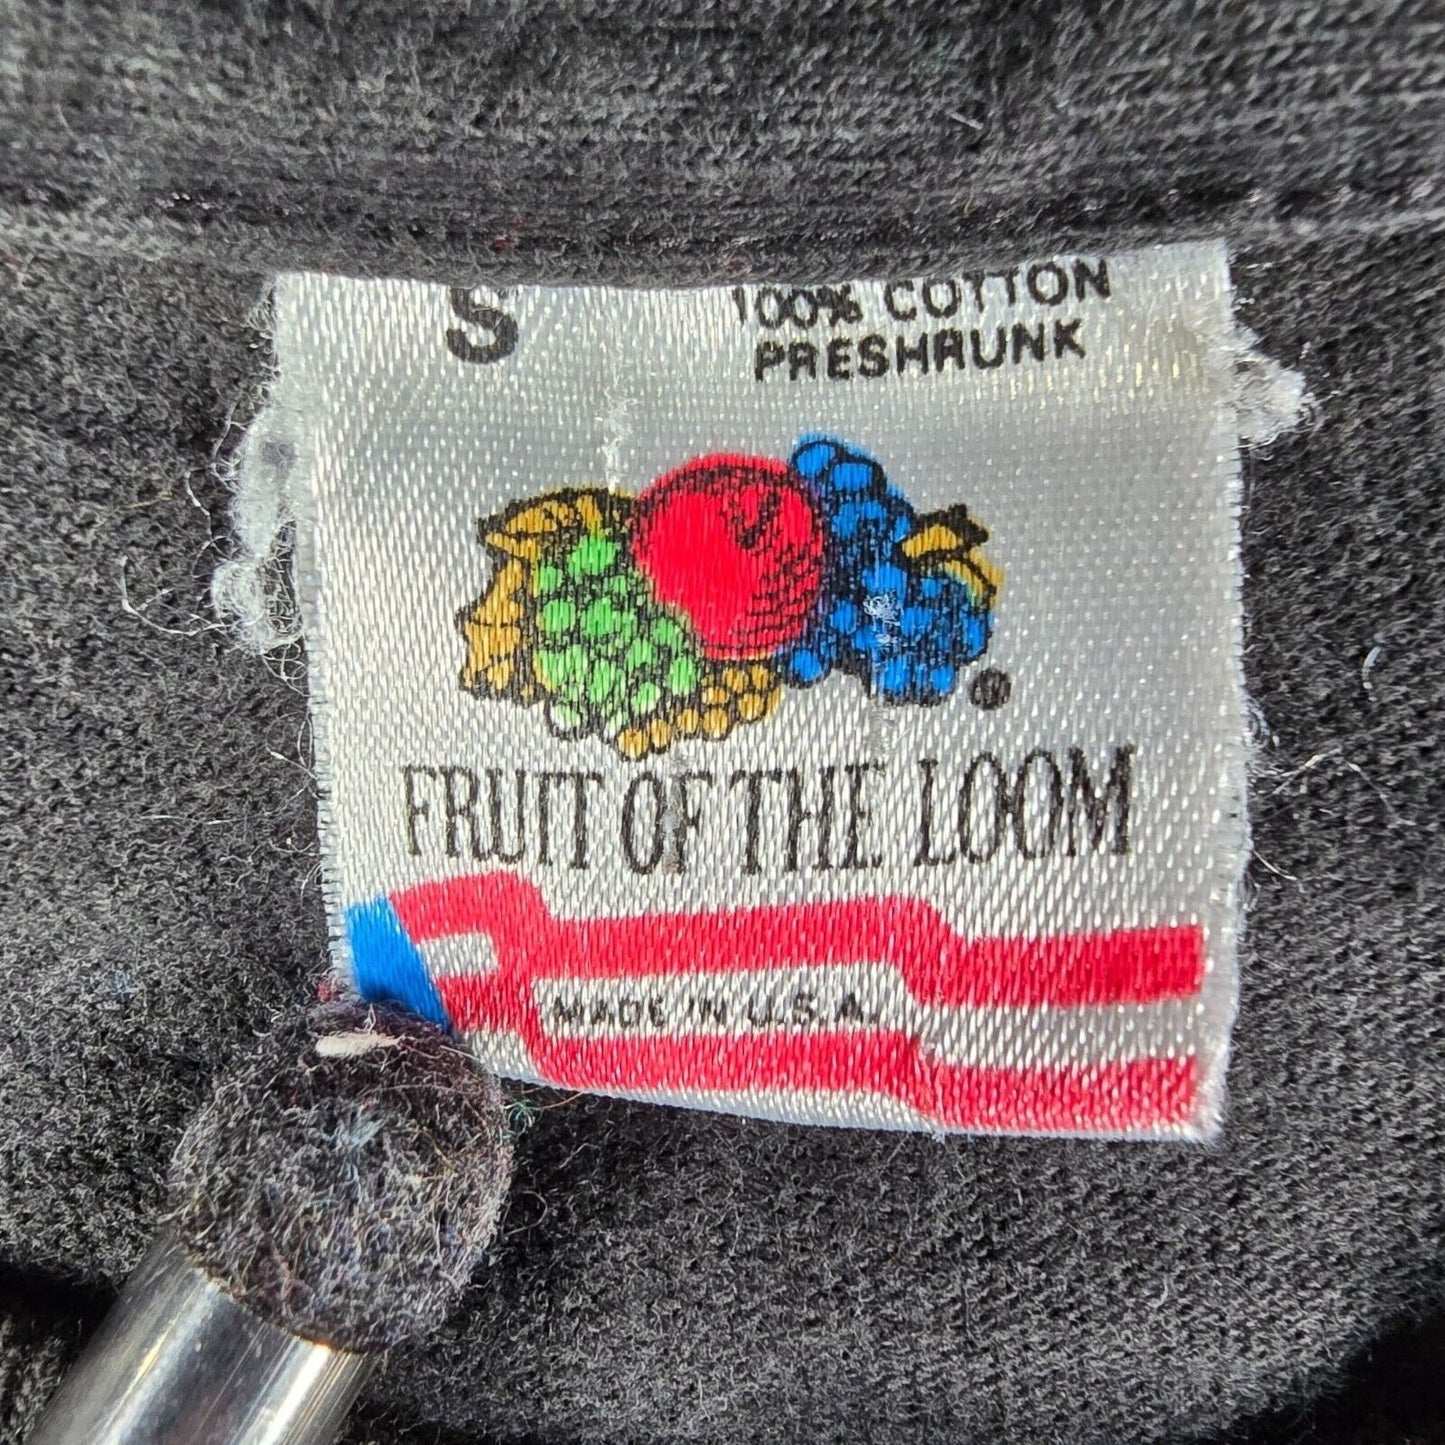 S
100% COTTON
PRESHRUNK
®
FRUIT OF THE LOOM
MADE IN U.S.A.